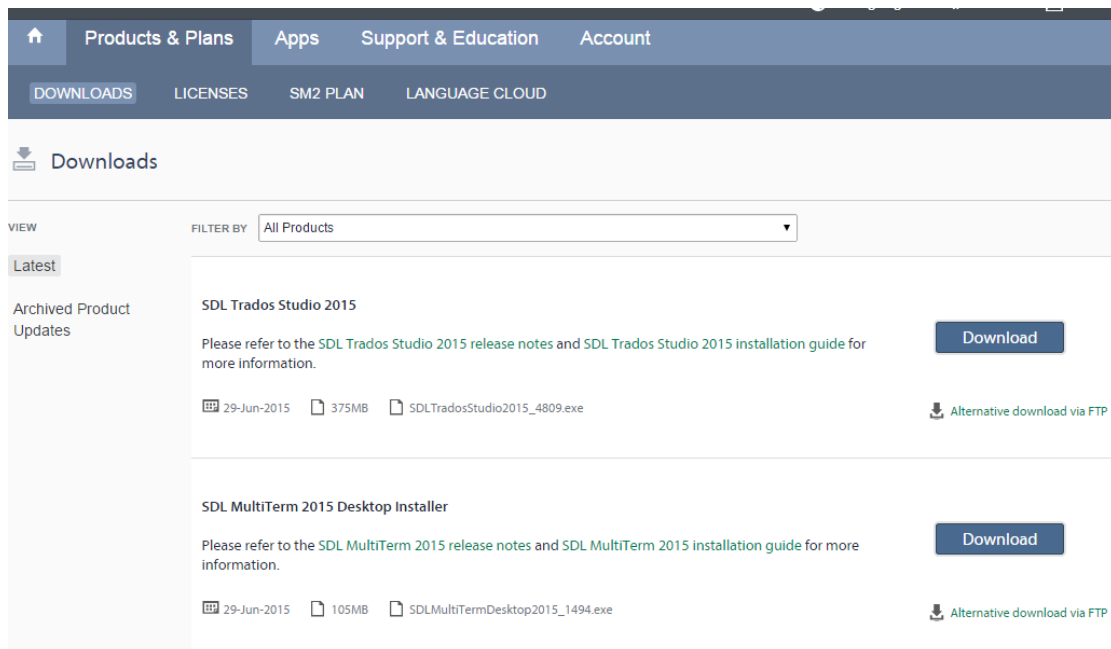 Products & Plans Apps Support & Education Account
DOWNLOADS LICENSES SM2 PLAN LANGUAGE CLOUD
Downloads
VIEW
FILTER BY All Products
Latest
Archived Product
Updates
SDL Trados Studio 2015
Please refer to the SDL Trados Studio 2015 release notes and SDL Trados Studio 2015 installation guide for
more information.
Download
29-Jun-2015 375MB SDLTradosStudio2015_4809.exe
Alternative download via FTP
SDL MultiTerm 2015 Desktop Installer
Please refer to the SDL MultiTerm 2015 release notes and SDL MultiTerm 2015 installation guide for more
information.
Download
29-Jun-2015 105MB SDLMultiTermDesktop2015_1494.exe
Alternative download via FTP